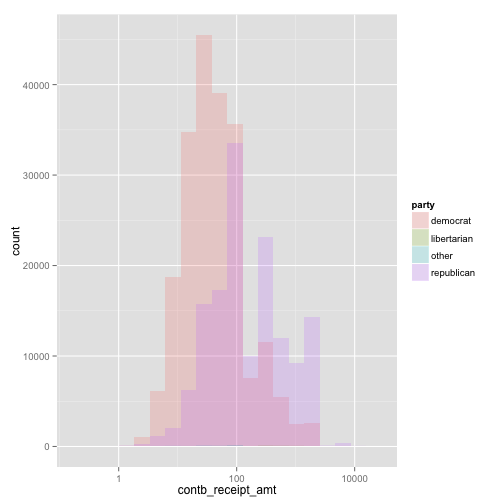 40000
30000
20000
10000
0
count
1
100
10000
contb_receipt_amt
party
democrat
libertarian
other
republican